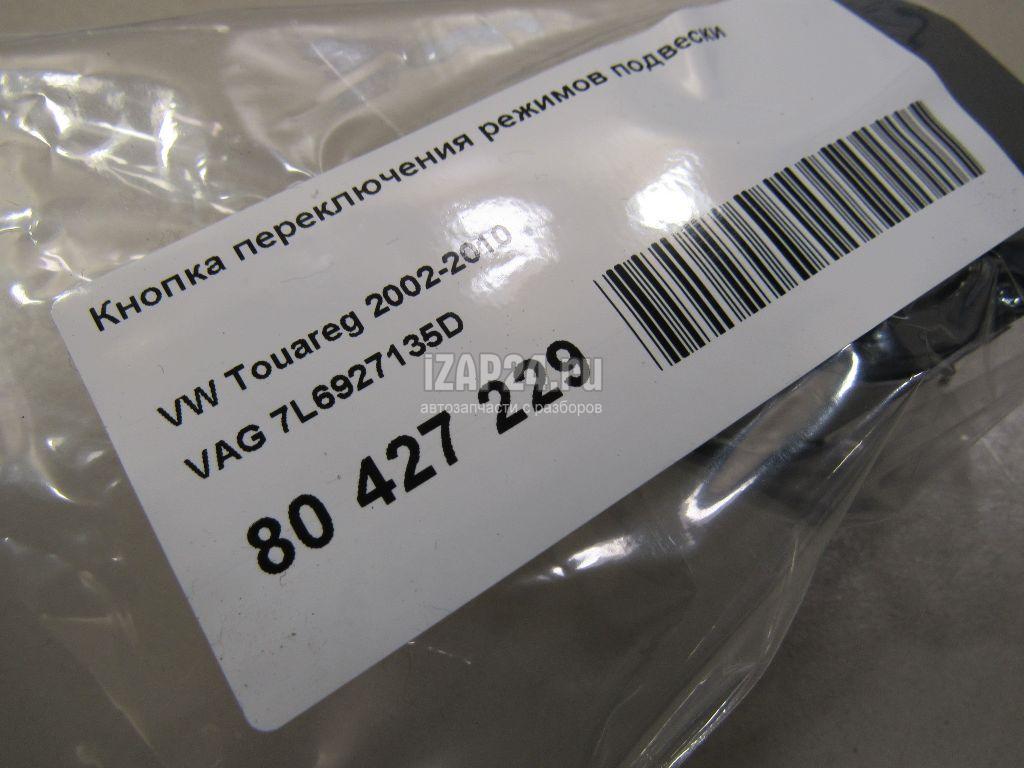 Кнопка переключения режимов подвески
VW Touareg 2002-2010
VAG 7L6927135D
80 427 229
iZAP24.ru
автозапчасти с разборов